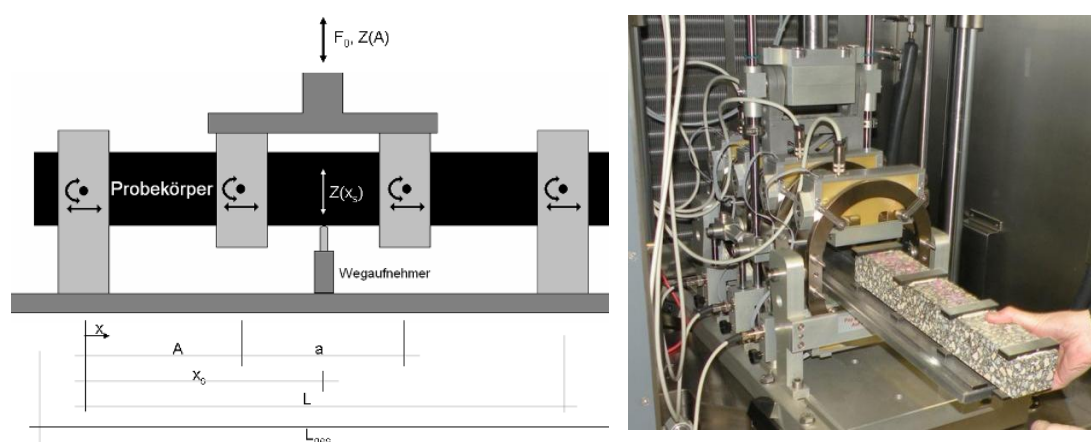 F₀, Z(A)
Probekörper
Z(xₛ)
Wegaufnehmer
x
A
a
x₀
L